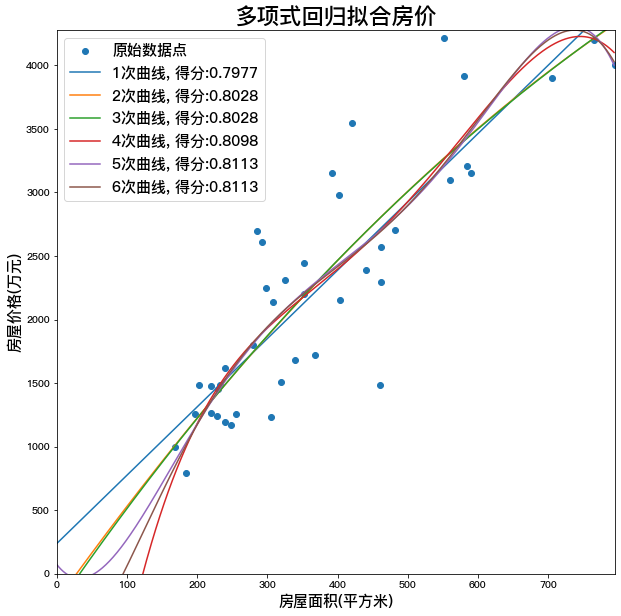 多项式回归拟合房价
原始数据点
1次曲线, 得分:0.7977
2次曲线, 得分:0.8028
3次曲线, 得分:0.8028
4次曲线, 得分:0.8098
5次曲线, 得分:0.8113
6次曲线, 得分:0.8113
房屋价格(万元)
4000
3500
3000
2500
2000
1500
1000
500
0
0 100 200 300 400 500 600 700
房屋面积(平方米)